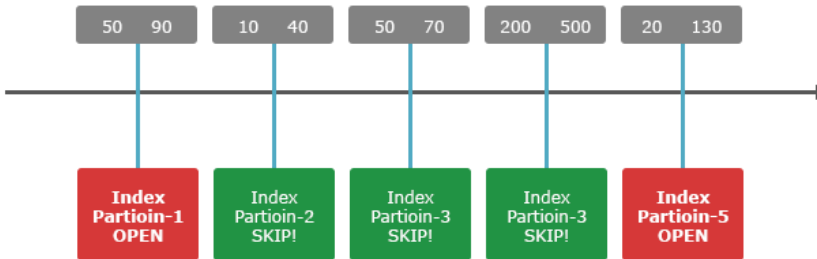 50 90
10 40
50 70
200 500
20 130
Index
Partioin-1
OPEN
Index
Partioin-2
SKIP!
Index
Partioin-3
SKIP!
Index
Partioin-3
SKIP!
Index
Partioin-5
OPEN